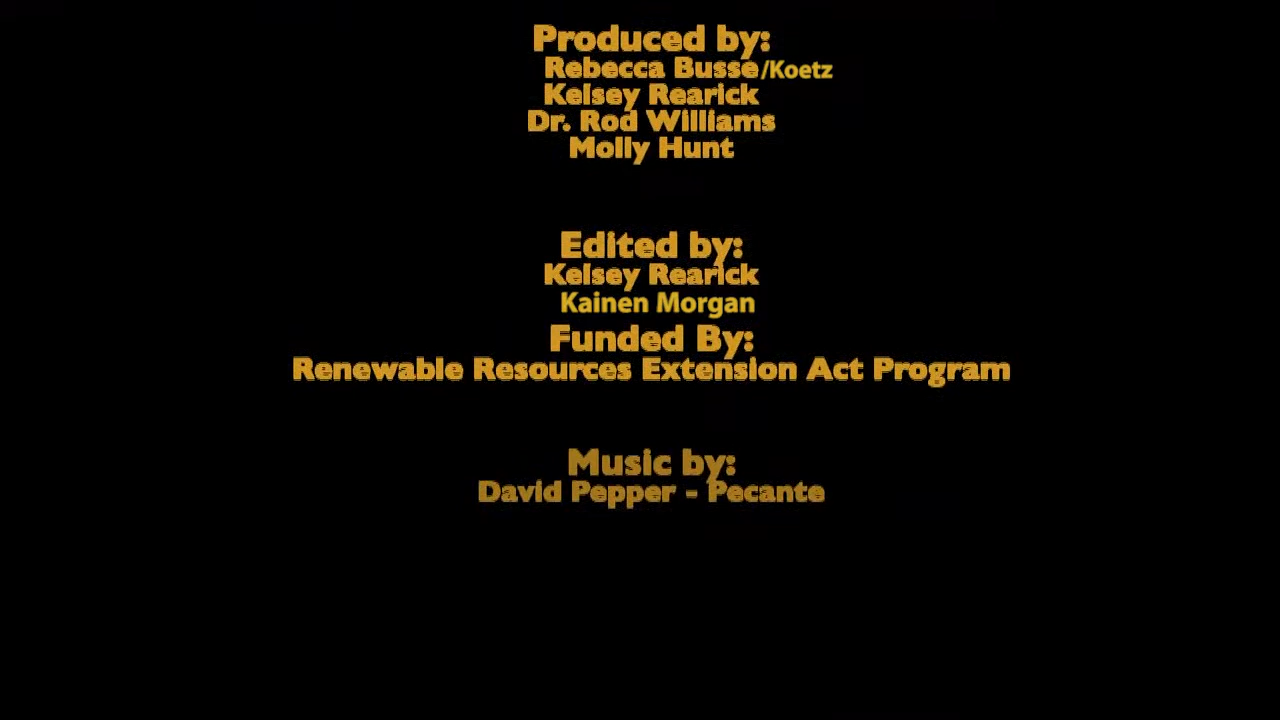 Produced by:
Rebecca Busse/Koetz
Kelsey Rearick
Dr. Rod Williams
Molly Hunt
Edited by:
Kelsey Rearick
Kainen Morgan
Funded By:
Renewable Resources Extension Act Program
Music by:
David Pepper - Pecante